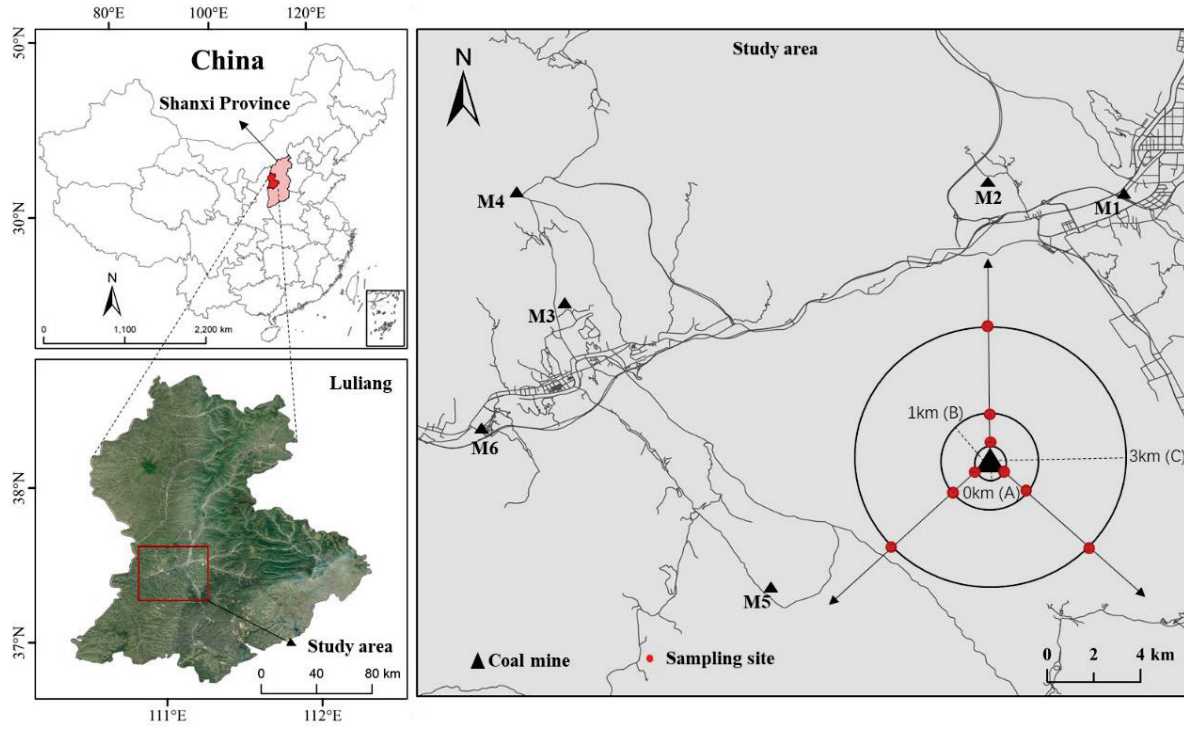 80°E 100°E 120°E
50°N
30°N
China
Shanxi Province
N
0 1,100 2,200 km
Luliang
38°N
37°N
Study area
0 40 80 km
111°E 112°E
Study area
N
M4
M2
M1
M3
M6
M5
1km (B)
3km (C)
0km (A)
Coal mine
Sampling site
0 2 4 km